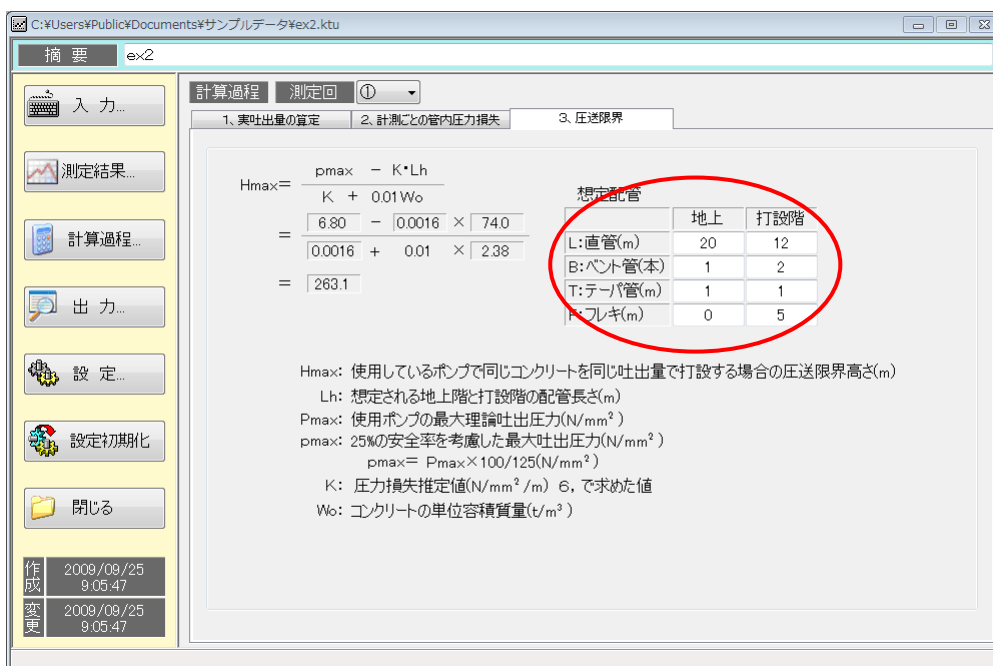 C:¥Users¥Public¥Documents¥サンプルデータ¥ex2.ktu
摘 要 ex2
入 力...
測定結果...
計算過程...
出 力...
設 定...
設定初期化
閉じる
作成 2009/09/25 9:05:47
変更 2009/09/25 9:05:47
計算過程 測定回 ①
1、実吐出量の算定 2、計測ごとの管内圧力損失 3、圧送限界
Hmax= pmax − K・Lh
K + 0.01Wo
= 6.80 − 0.0016 × 74.0
0.0016 + 0.01 × 2.38
= 263.1
想定配管
地上 打設階
L:直管(m) 20 12
B:ベント管(本) 1 2
T:テーパ管(m) 1 1
F:フレキ(m) 0 5
Hmax: 使用しているポンプで同じコンクリートを同じ吐出量で打設する場合の圧送限界高さ(m)
Lh: 想定される地上階と打設階の配管長さ(m)
Pmax: 使用ポンプの最大理論吐出圧力(N/mm²)
pmax: 25%の安全率を考慮した最大吐出圧力(N/mm²)
pmax= Pmax×100/125(N/mm²)
K: 圧力損失推定値(N/mm²/m) 6, で求めた値
Wo: コンクリートの単位容積質量(t/m³)